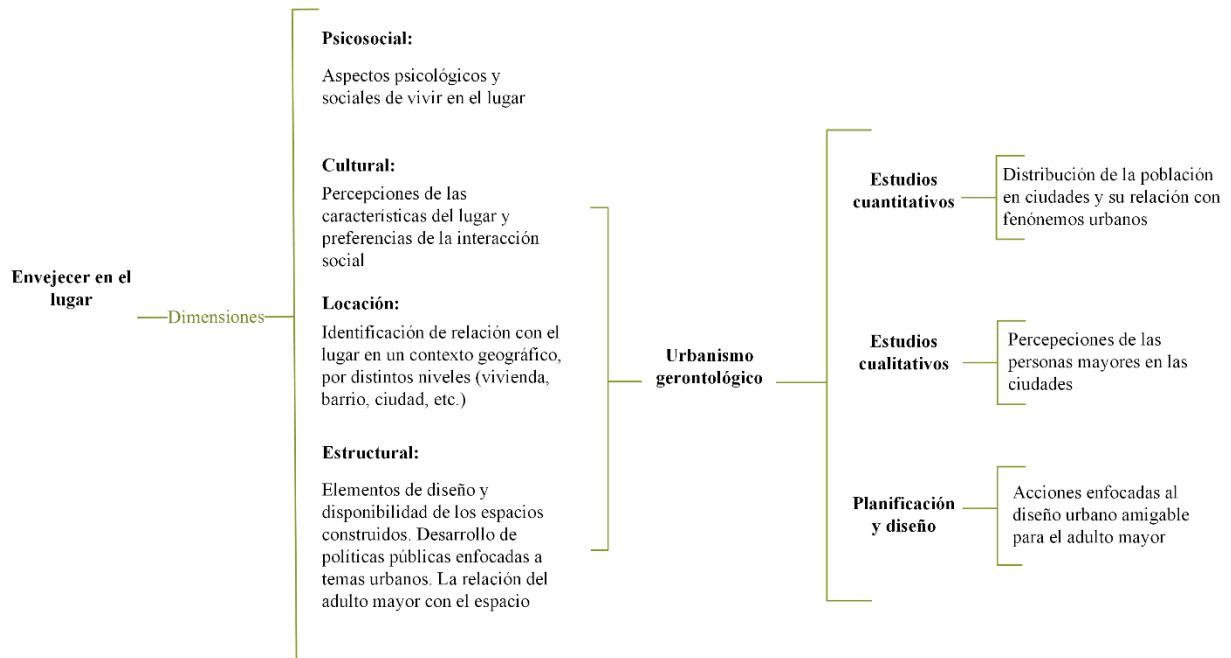 Envejecer en el
lugar
Dimensiones
Psicosocial:
Aspectos psicológicos y
sociales de vivir en el lugar
Cultural:
Percepciones de las
características del lugar y
preferencias de la interacción
social
Locación:
Identificación de relación con el
lugar en un contexto geográfico,
por distintos niveles (vivienda,
barrio, ciudad, etc.)
Estructural:
Elementos de diseño y
disponibilidad de los espacios
construidos. Desarrollo de
políticas públicas enfocadas a
temas urbanos. La relación del
adulto mayor con el espacio
Urbanismo
gerontológico
Estudios
cuantitativos
Distribución de la población
en ciudades y su relación con
fenónemos urbanos
Estudios
cualitativos
Percepeciones de las
personas mayores en las
ciudades
Planificación
y diseño
Acciones enfocadas al
diseño urbano amigable
para el adulto mayor